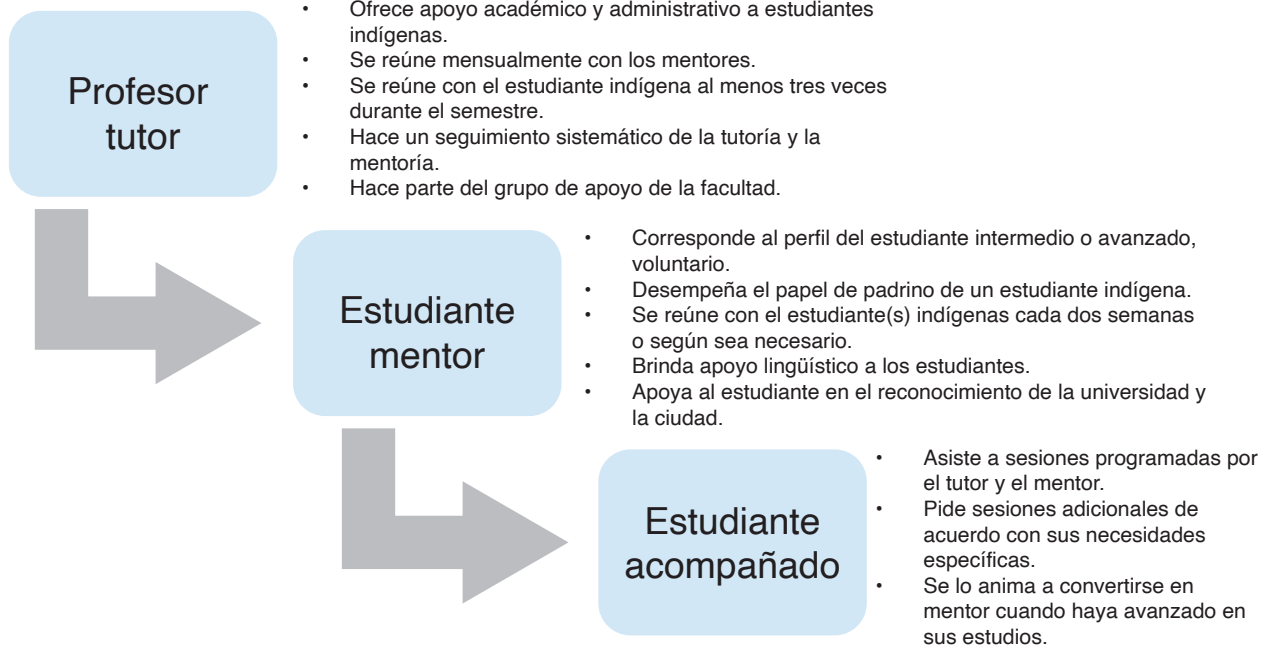 Profesor
tutor
• Ofrece apoyo académico y administrativo a estudiantes
indígenas.
• Se reúne mensualmente con los mentores.
• Se reúne con el estudiante indígena al menos tres veces
durante el semestre.
• Hace un seguimiento sistemático de la tutoría y la
mentoría.
• Hace parte del grupo de apoyo de la facultad.
Estudiante
mentor
• Corresponde al perfil del estudiante intermedio o avanzado,
voluntario.
• Desempeña el papel de padrino de un estudiante indígena.
• Se reúne con el estudiante(s) indígenas cada dos semanas
o según sea necesario.
• Brinda apoyo lingüístico a los estudiantes.
• Apoya al estudiante en el reconocimiento de la universidad y
la ciudad.
Estudiante
acompañado
• Asiste a sesiones programadas por
el tutor y el mentor.
• Pide sesiones adicionales de
acuerdo con sus necesidades
específicas.
• Se lo anima a convertirse en
mentor cuando haya avanzado en
sus estudios.